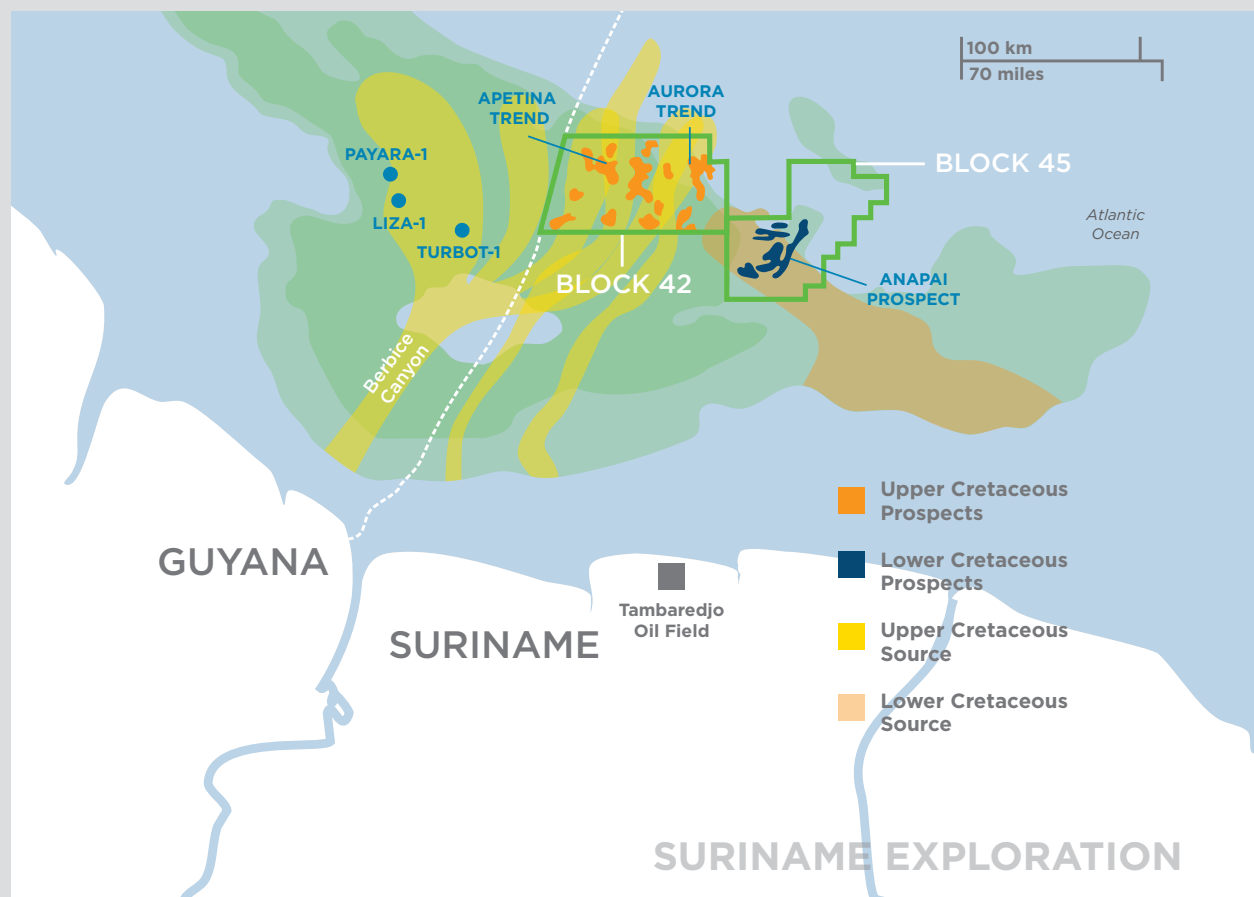 100 km
70 miles
APETINA
TREND
AURORA
TREND
PAYARA-1
LIZA-1
TURBOT-1
BLOCK 45
Atlantic
Ocean
BLOCK 42
ANAPAI
PROSPECT
Berbice
Canyon
Upper Cretaceous
Prospects
Lower Cretaceous
Prospects
Upper Cretaceous
Source
Lower Cretaceous
Source
GUYANA
SURINAME
Tambaredjo
Oil Field
SURINAME EXPLORATION